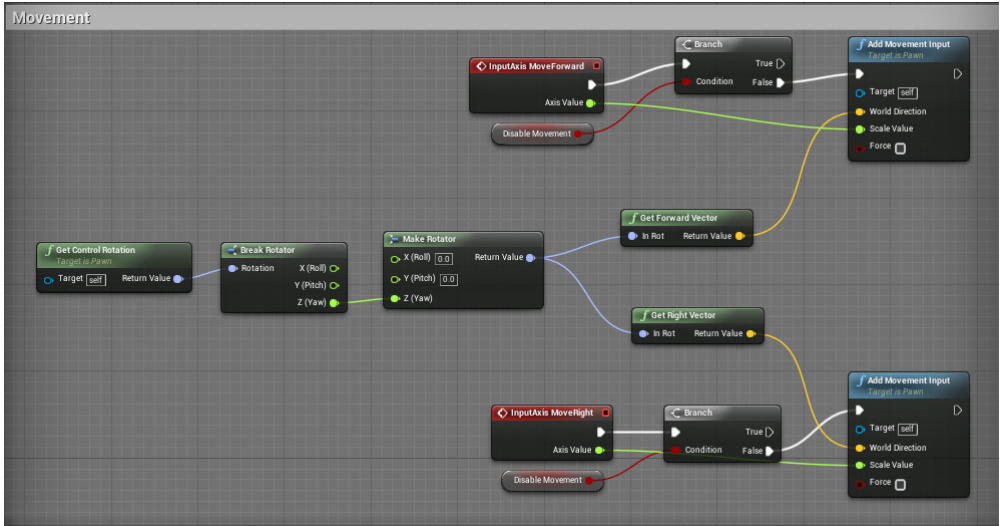 Movement
InputAxis MoveForward
Axis Value
Disable Movement
Branch
True
Condition
False
Add Movement Input
Target is Pawn
Target self
World Direction
Scale Value
Force
Get Control Rotation
Target is Pawn
Target self Return Value
Break Rotator
Rotation X (Roll)
Y (Pitch)
Z (Yaw)
Make Rotator
X (Roll) 0.0 Return Value
Y (Pitch) 0.0
Z (Yaw)
Get Forward Vector
In Rot Return Value
Get Right Vector
In Rot Return Value
InputAxis MoveRight
Axis Value
Disable Movement
Branch
True
Condition False
Add Movement Input
Target is Pawn
Target self
World Direction
Scale Value
Force